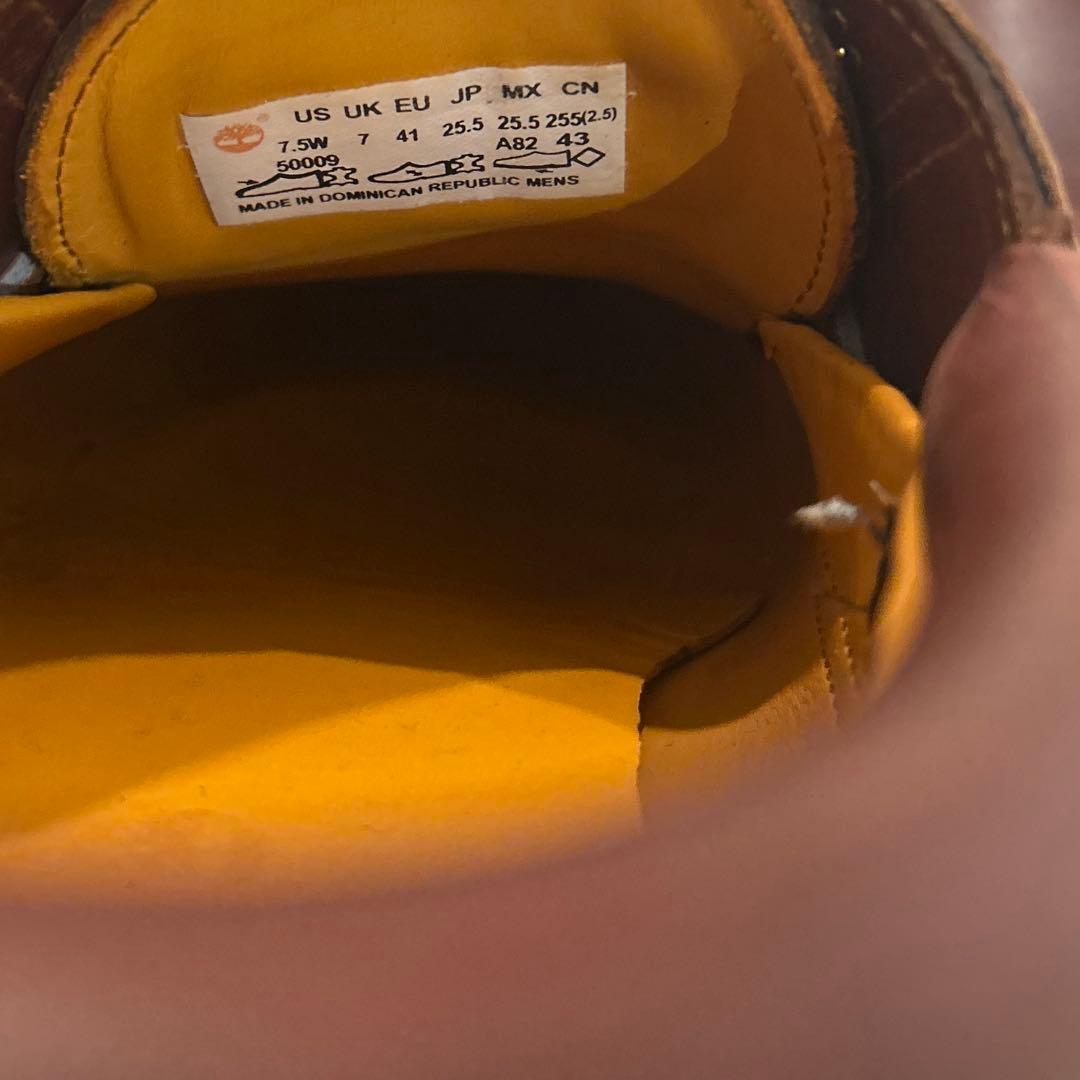 US UK EU JP MX CN
7.5W 7 41 25.5 25.5 255(2.5)
50009 A82 43
MADE IN DOMINICAN REPUBLIC MENS